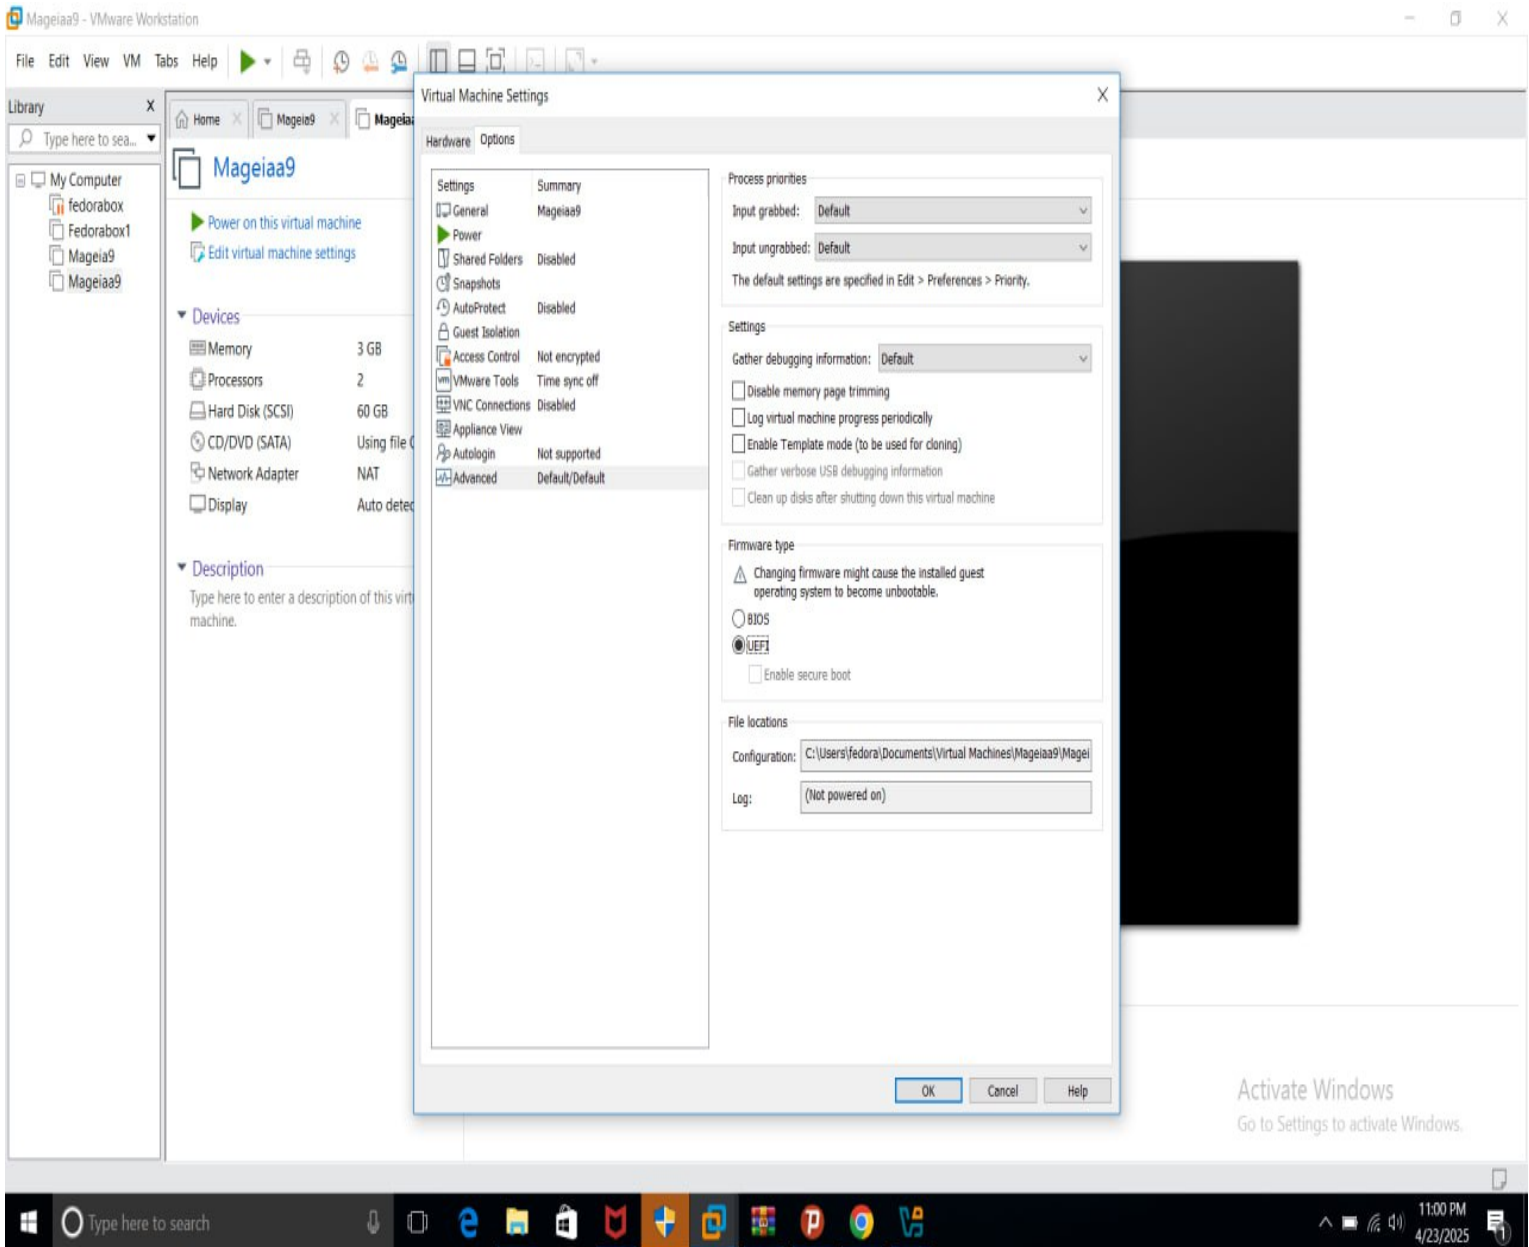 Mageiaa9 - VMware Workstation
File Edit View VM Tabs Help
Library X
Type here to sea...
My Computer
fedorabox
Fedorabox1
Mageia9
Mageiaa9
Home Mageia9 Mageiaa
Mageiaa9
Power on this virtual machine
Edit virtual machine settings
Devices
Memory 3 GB
Processors 2
Hard Disk (SCSI) 60 GB
CD/DVD (SATA) Using file
Network Adapter NAT
Display Auto detec
Description
Type here to enter a description of this virt
machine.
Virtual Machine Settings X
Hardware Options
Settings Summary
General Mageiaa9
Power
Shared Folders Disabled
Snapshots
AutoProtect Disabled
Guest Isolation
Access Control Not encrypted
vm VMware Tools Time sync off
VNC Connections Disabled
Appliance View
Autologin Not supported
Advanced Default/Default
Process priorities
Input grabbed: Default
Input ungrabbed: Default
The default settings are specified in Edit > Preferences > Priority.
Settings
Gather debugging information: Default
Disable memory page trimming
Log virtual machine progress periodically
Enable Template mode (to be used for cloning)
Gather verbose USB debugging information
Clean up disks after shutting down this virtual machine
Firmware type
Changing firmware might cause the installed guest
operating system to become unbootable.
BIOS
UEFI
Enable secure boot
File locations
Configuration: C:\Users\fedora\Documents\Virtual Machines\Mageiaa9\Magei
Log: (Not powered on)
OK Cancel Help
Activate Windows
Go to Settings to activate Windows.
Type here to search
11:00 PM
4/23/2025
1